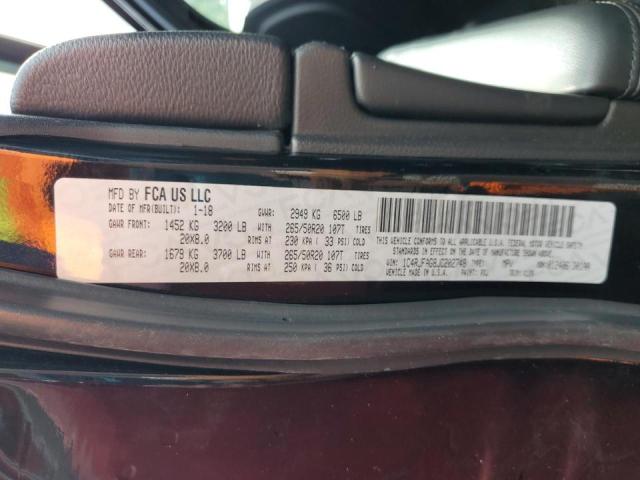 MFD BY FCA US LLC
DATE OF MFR(BUILT): 1-18 GVWR: 2949 KG 6500 LB
GAWR FRONT: 1452 KG 3200 LB WITH 265/50R20 107T TIRES
20X8.0 RIMS AT 230 KPA ( 33 PSI) COLD
GAWR REAR: 1679 KG 3700 LB WITH 265/50R20 107T TIRES
20X8.0 RIMS AT 250 KPA ( 36 PSI) COLD
THIS VEHICLE CONFORMS TO ALL APPLICABLE U.S.A. FEDERAL MOTOR VEHICLE SAFETY
STANDARDS IN EFFECT ON THE DATE OF MANUFACTURE SHOWN ABOVE
VIN: TYPE: MPV
PAINT: MADE IN U.S.A.